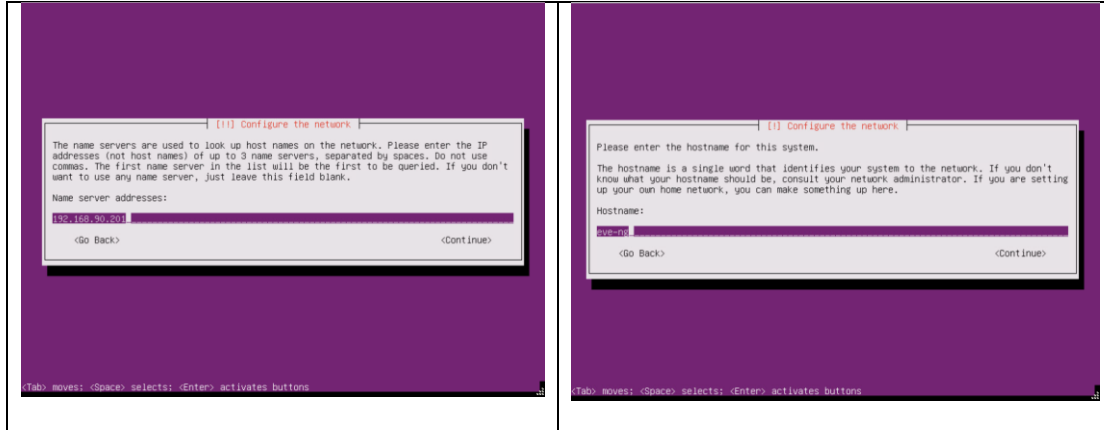 [!!] Configure the network
The name servers are used to look up host names on the network. Please enter the IP
addresses (not host names) of up to 3 name servers, separated by spaces. Do not use
commas. The first name server in the list will be the first to be queried. If you don't
want to use any name server, just leave this field blank.
Name server addresses:
192.168.90.201
<Go Back> <Continue>
<Tab> moves; <Space> selects; <Enter> activates buttons
[!] Configure the network
Please enter the hostname for this system.
The hostname is a single word that identifies your system to the network. If you don't
know what your hostname should be, consult your network administrator. If you are setting
up your own home network, you can make something up here.
Hostname:
eve-ng
<Go Back> <Continue>
<Tab> moves; <Space> selects; <Enter> activates buttons